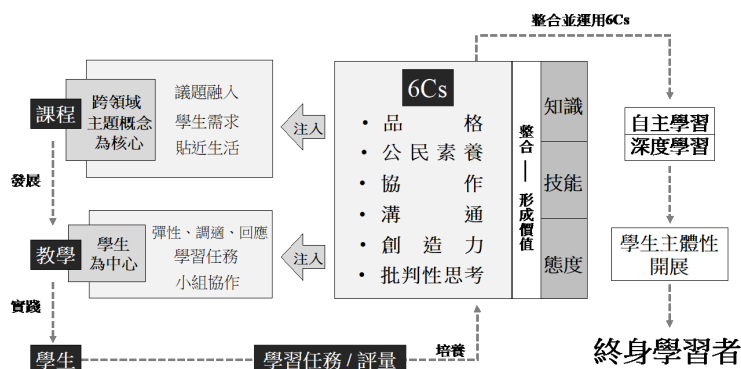 整合並運用6Cs
課程
跨領域
主題概念
為核心
議題融入
學生需求
貼近生活
注入
發展
教學
學生
為中心
彈性、調適、回應
學習任務
小組協作
注入
實踐
學生
學習任務 / 評量
培養
6Cs
• 品格
• 公民素養
• 協作
• 溝通
• 創造力
• 批判性思考
整合──形成價值
知識
技能
態度
自主學習
深度學習
學生主體性
開展
終身學習者